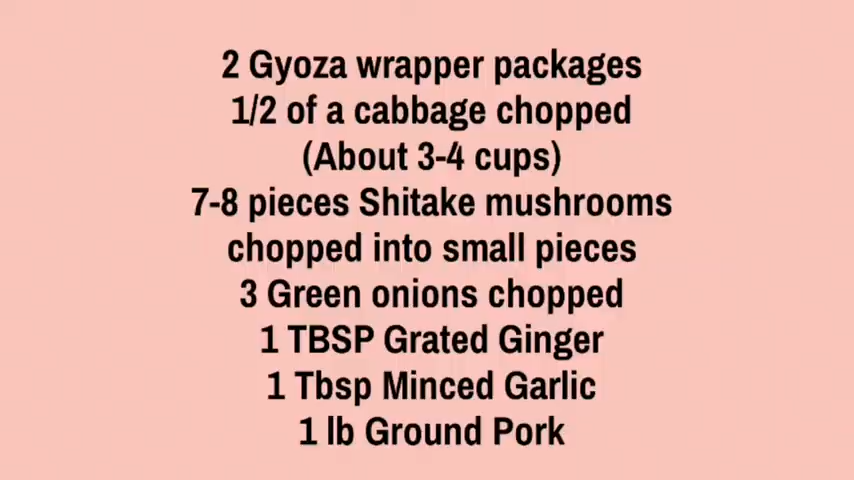 2 Gyoza wrapper packages
1/2 of a cabbage chopped
(About 3-4 cups)
7-8 pieces Shitake mushrooms
chopped into small pieces
3 Green onions chopped
1 TBSP Grated Ginger
1 Tbsp Minced Garlic
1 lb Ground Pork